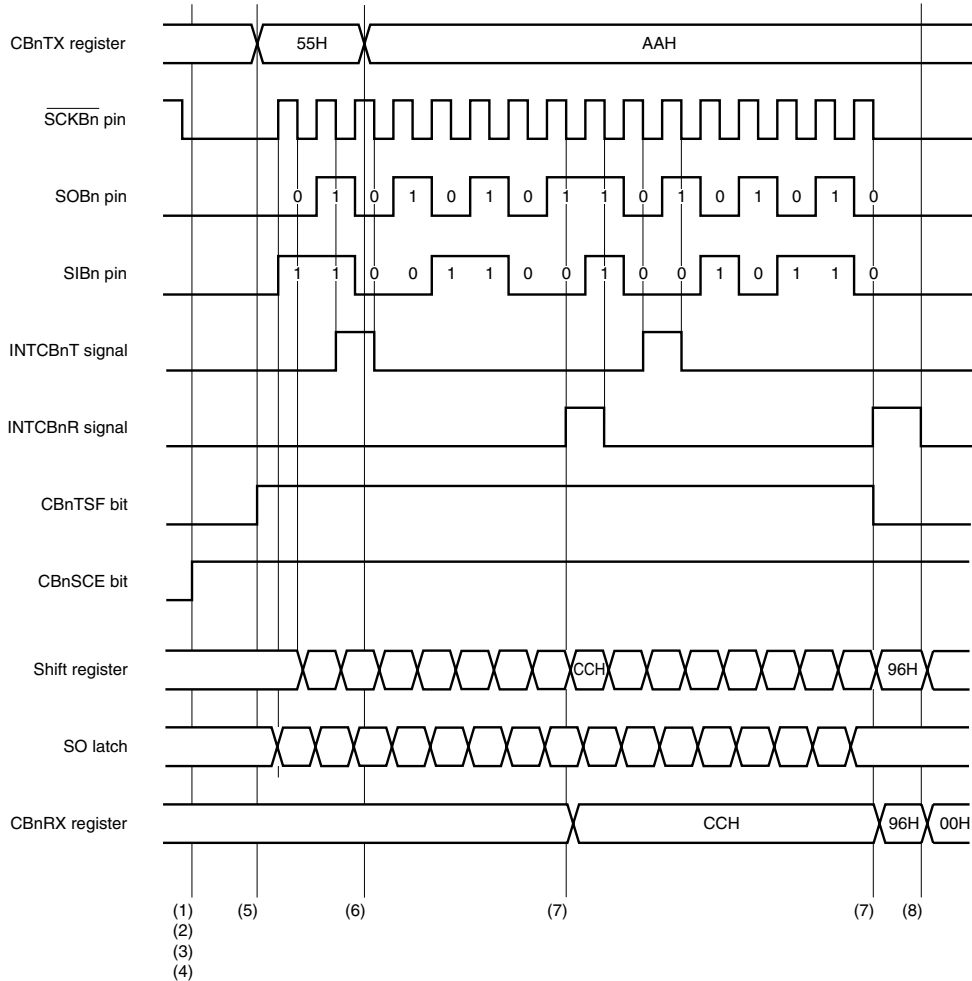 CBnTX register 55H AAH
SCKBn pin
SOBn pin 0 1 0 1 0 1 0 1 1 0 1 0 1 0 1 0
SIBn pin 1 1 0 0 1 1 0 0 1 0 0 1 0 1 1 0
INTCBnT signal
INTCBnR signal
CBnTSF bit
CBnSCE bit
Shift register CCH 96H
SO latch
CBnRX register CCH 96H 00H
(1) (5) (6) (7) (7) (8)
(2)
(3)
(4)